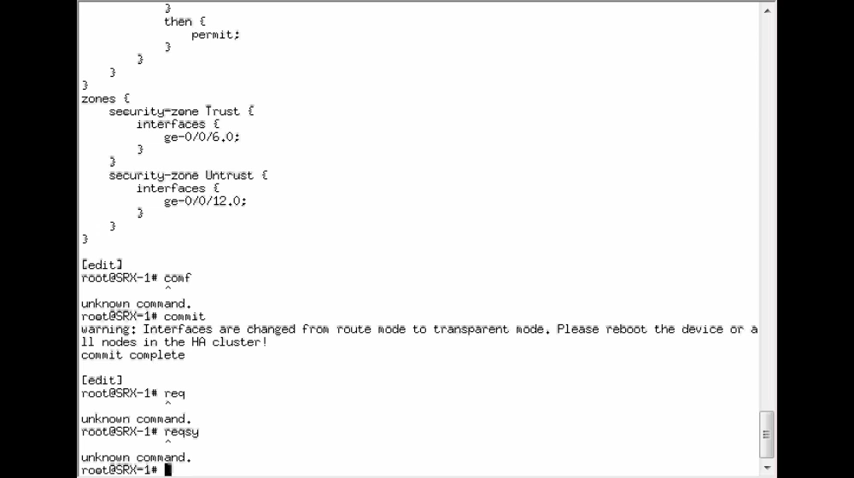 }
then {
permit;
}
}
}
}
zones {
security-zone Trust {
interfaces {
ge-0/0/6.0;
}
}
security-zone Untrust {
interfaces {
ge-0/0/12.0;
}
}
}
[edit]
root@SRX-1# comf
^
unknown command.
root@SRX-1# commit
warning: Interfaces are changed from route mode to transparent mode. Please reboot the device or a
ll nodes in the HA cluster!
commit complete
[edit]
root@SRX-1# req
^
unknown command.
root@SRX-1# reqsy
^
unknown command.
root@SRX-1#